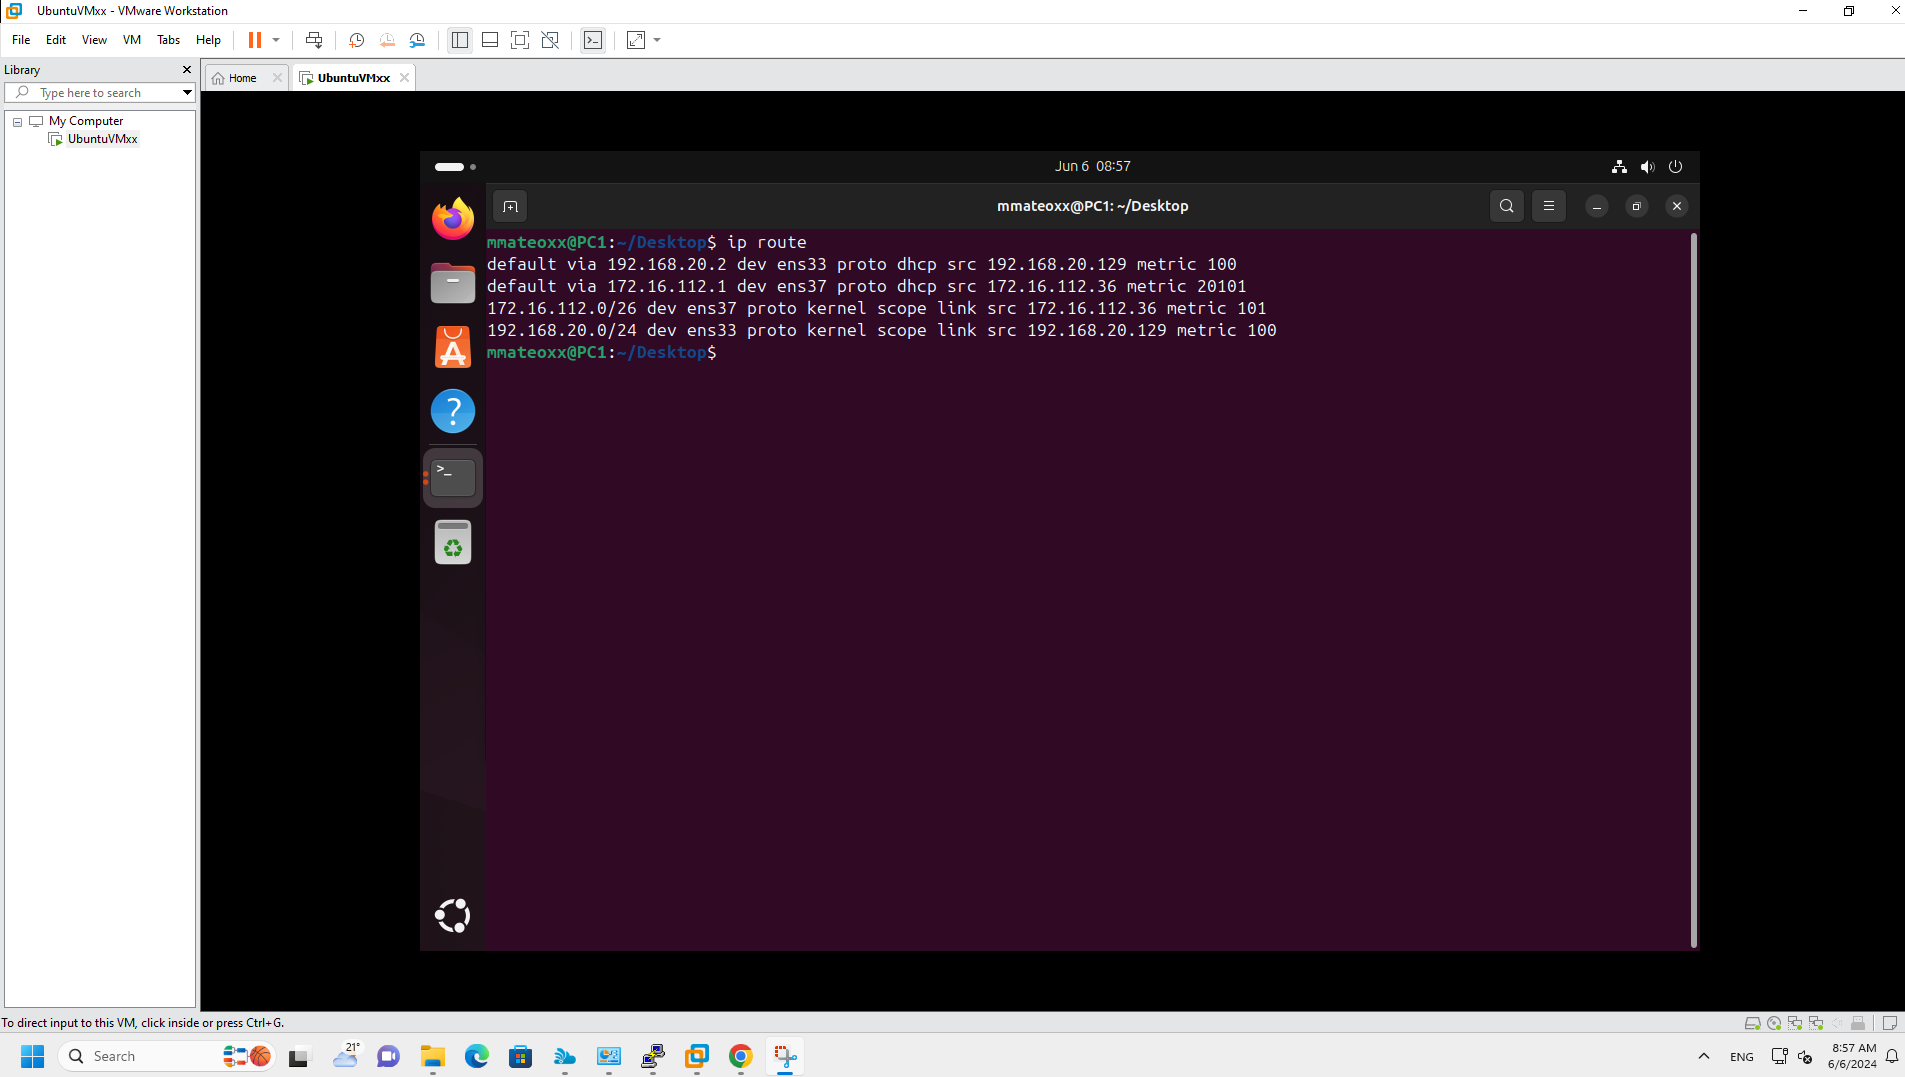 UbuntuVMxx - VMware Workstation
File Edit View VM Tabs Help
Library
Type here to search
My Computer
UbuntuVMxx
Home
UbuntuVMxx
Jun 6 08:57
mmateoxx@PC1: ~/Desktop
mmateoxx@PC1:~/Desktop$ ip route
default via 192.168.20.2 dev ens33 proto dhcp src 192.168.20.129 metric 100
default via 172.16.112.1 dev ens37 proto dhcp src 172.16.112.36 metric 20101
172.16.112.0/26 dev ens37 proto kernel scope link src 172.16.112.36 metric 101
192.168.20.0/24 dev ens33 proto kernel scope link src 192.168.20.129 metric 100
mmateoxx@PC1:~/Desktop$
To direct input to this VM, click inside or press Ctrl+G.
Search
21°
ENG
8:57 AM
6/6/2024